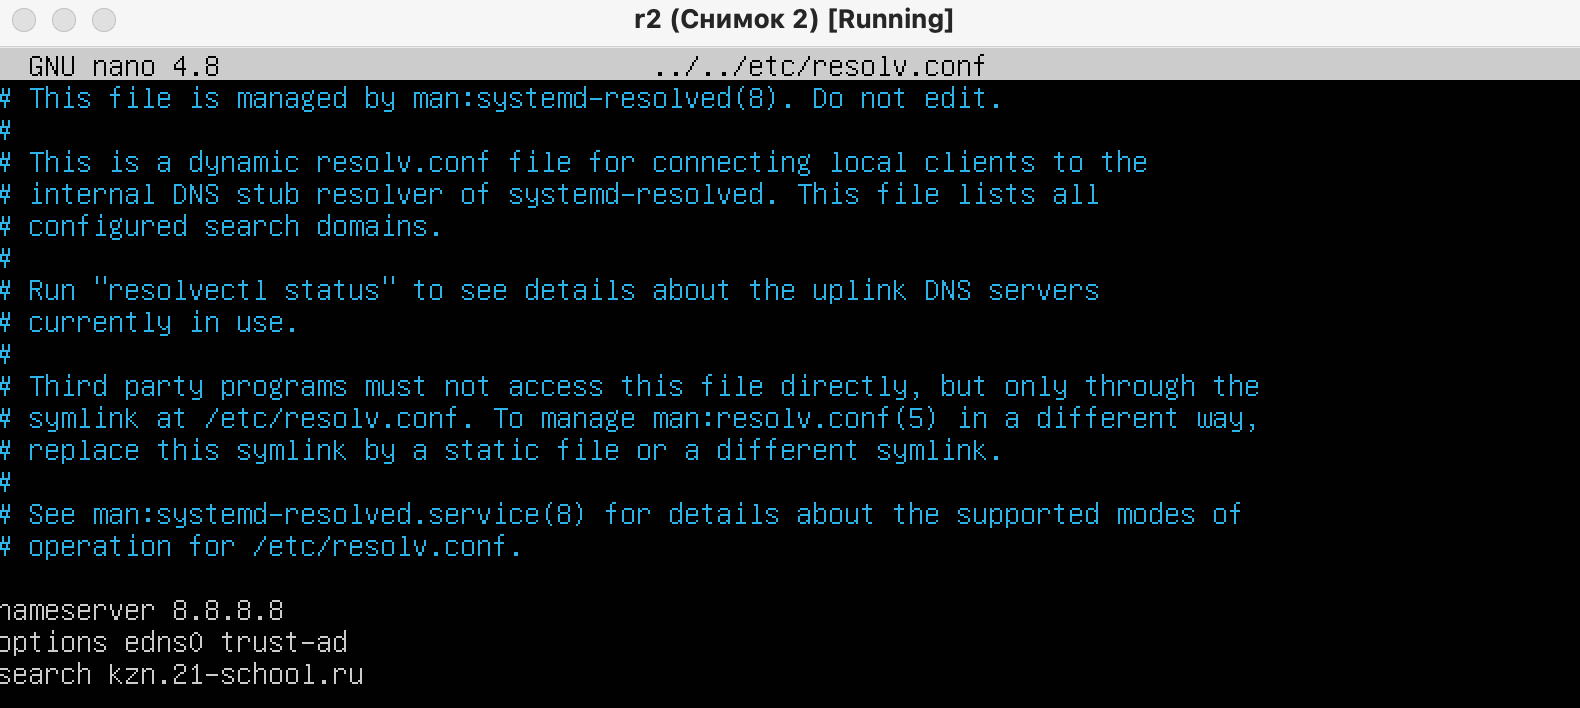 r2 (Снимок 2) [Running]
GNU nano 4.8 ../../etc/resolv.conf
# This file is managed by man:systemd-resolved(8). Do not edit.
#
# This is a dynamic resolv.conf file for connecting local clients to the
# internal DNS stub resolver of systemd-resolved. This file lists all
# configured search domains.
#
# Run "resolvectl status" to see details about the uplink DNS servers
# currently in use.
#
# Third party programs must not access this file directly, but only through the
# symlink at /etc/resolv.conf. To manage man:resolv.conf(5) in a different way,
# replace this symlink by a static file or a different symlink.
#
# See man:systemd-resolved.service(8) for details about the supported modes of
# operation for /etc/resolv.conf.
nameserver 8.8.8.8
options edns0 trust-ad
search kzn.21-school.ru